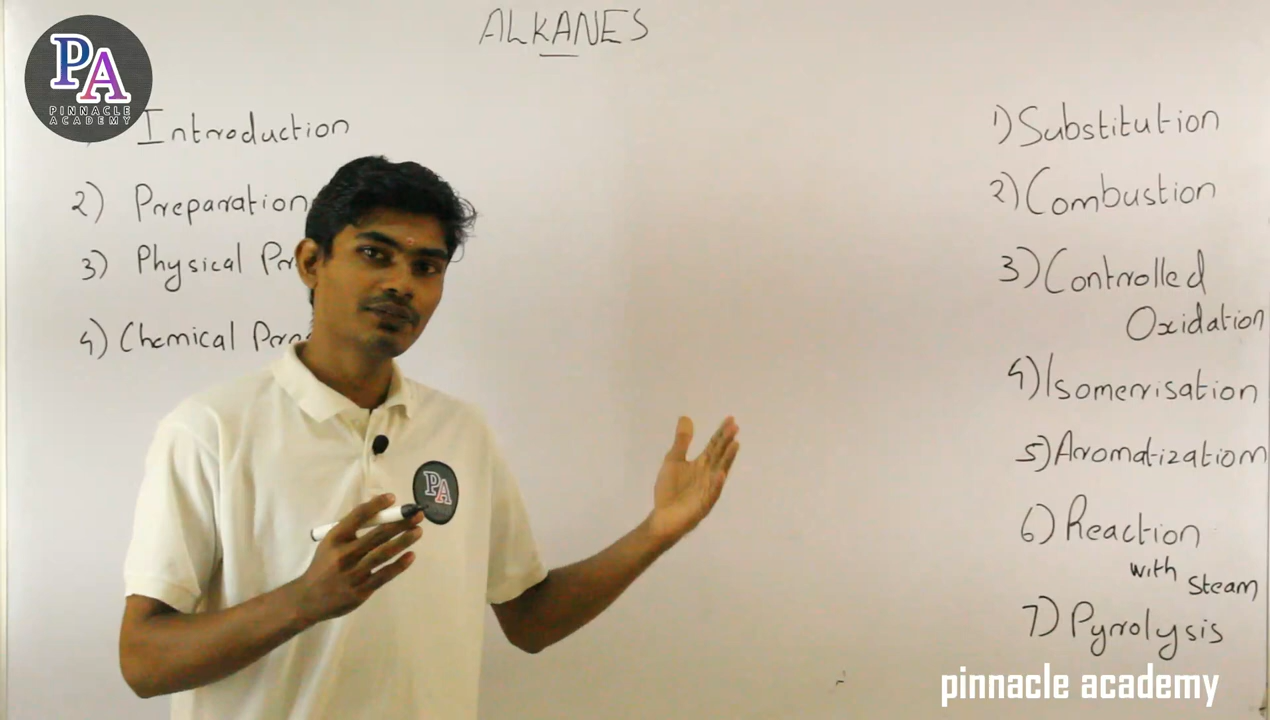 ALKANES
PA
PINNACLE
ACADEMY
Introduction
2) Preparation
3) Physical
4) Chemical
PA
1) Substitution
2) Combustion
3) Controlled
Oxidation
4) Isomerisation
5) Aromatization
6) Reaction
with
Steam
7) Pyrolysis
pinnacle academy